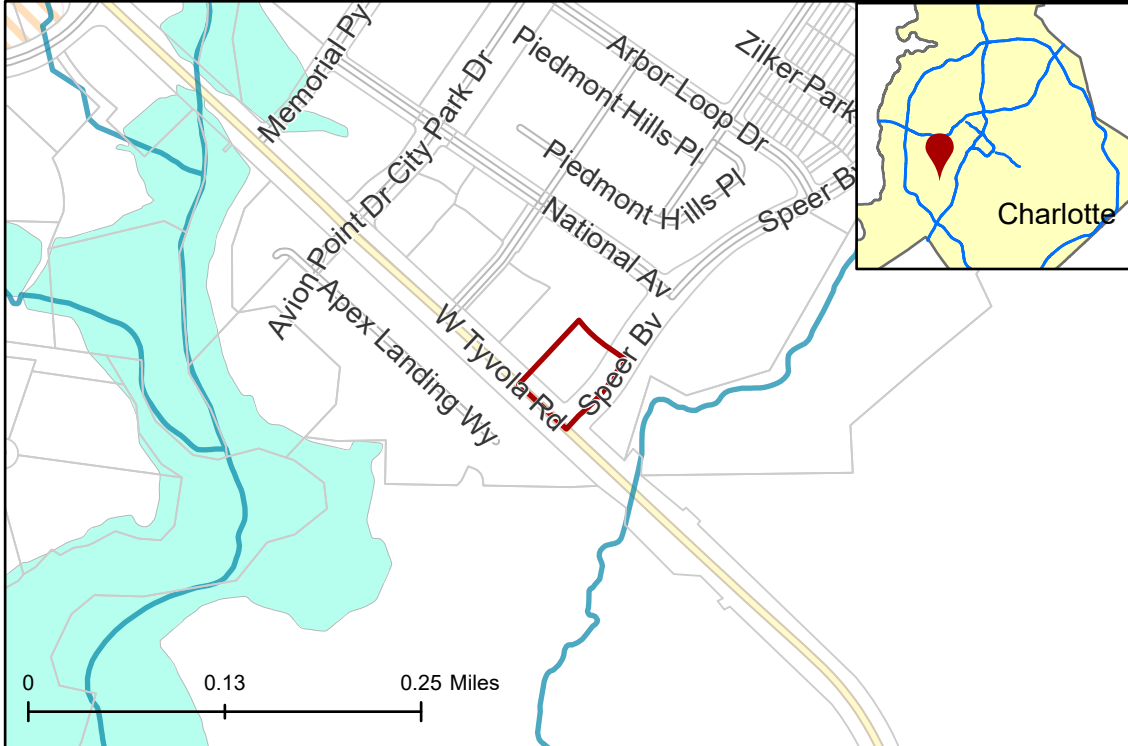 Memorial Py
City Park Dr
Piedmont Hills Pl
Arbor Loop Dr
Zilker Park
Piedmont Hills Pl
Speer Bv
National Av
Avion Point Dr
Apex Landing Wy
W Tyvola Rd
Speer Bv
Charlotte
0 0.13 0.25 Miles